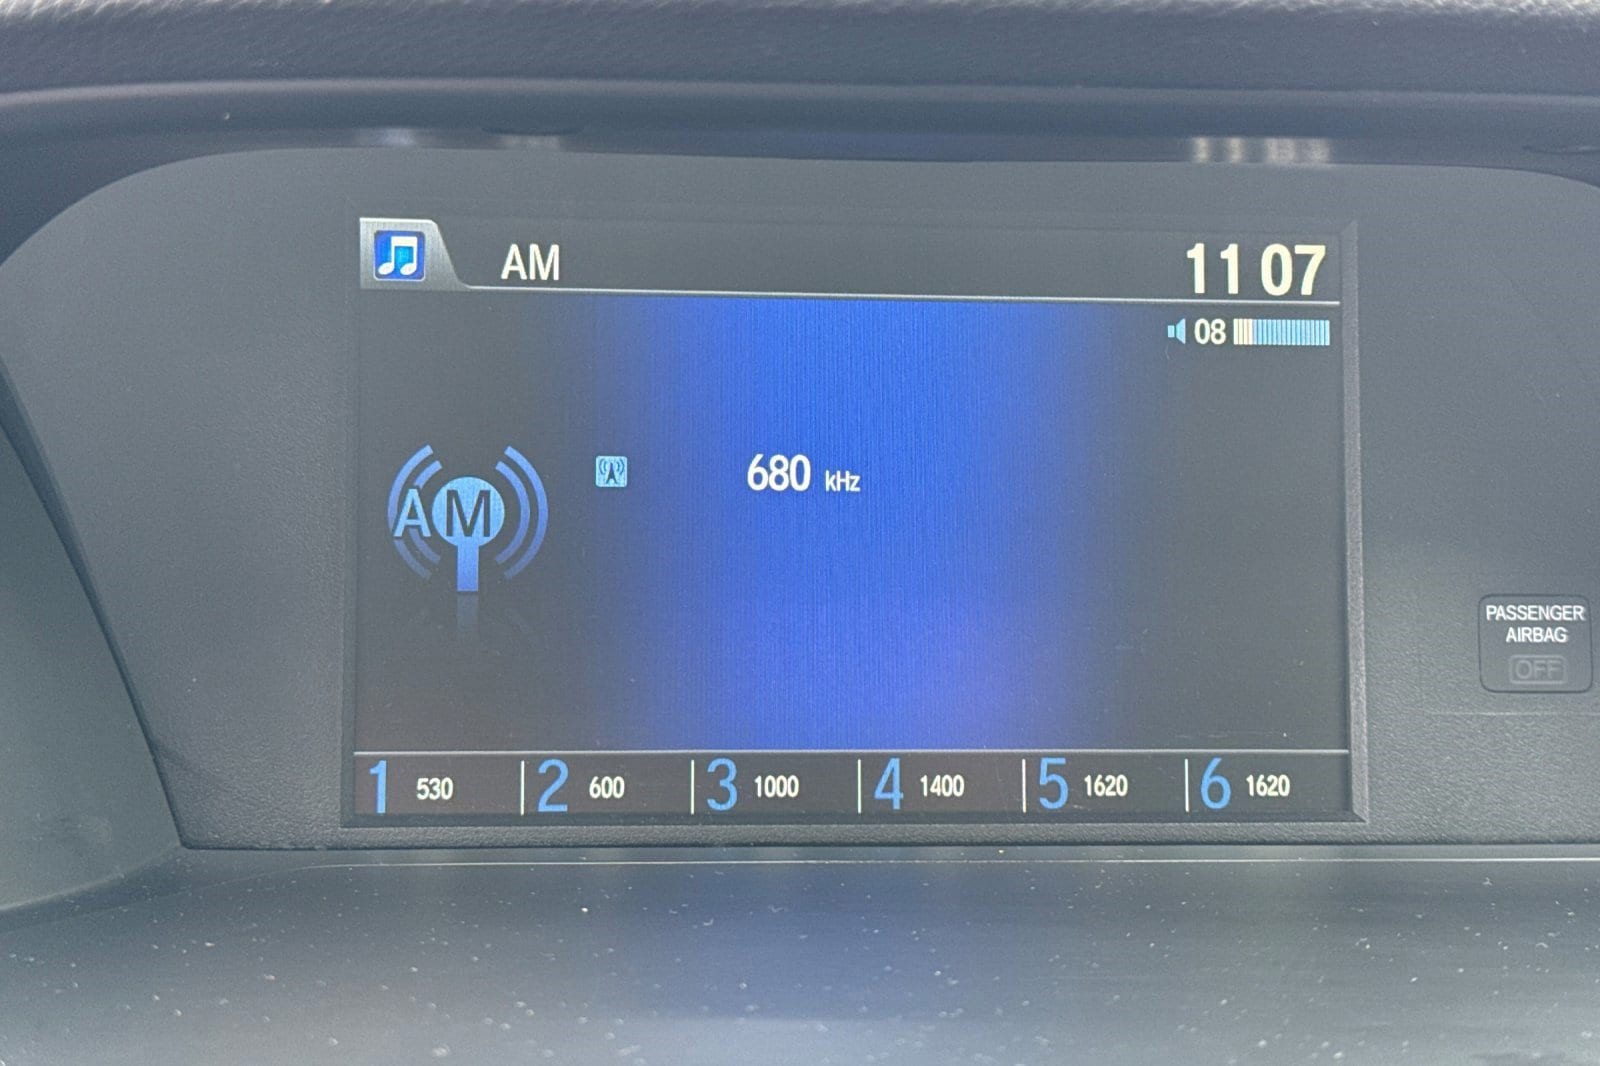 AM 11 07
08
AM
680 kHz
1 530 2 600 3 1000 4 1400 5 1620 6 1620
PASSENGER
AIRBAG
OFF